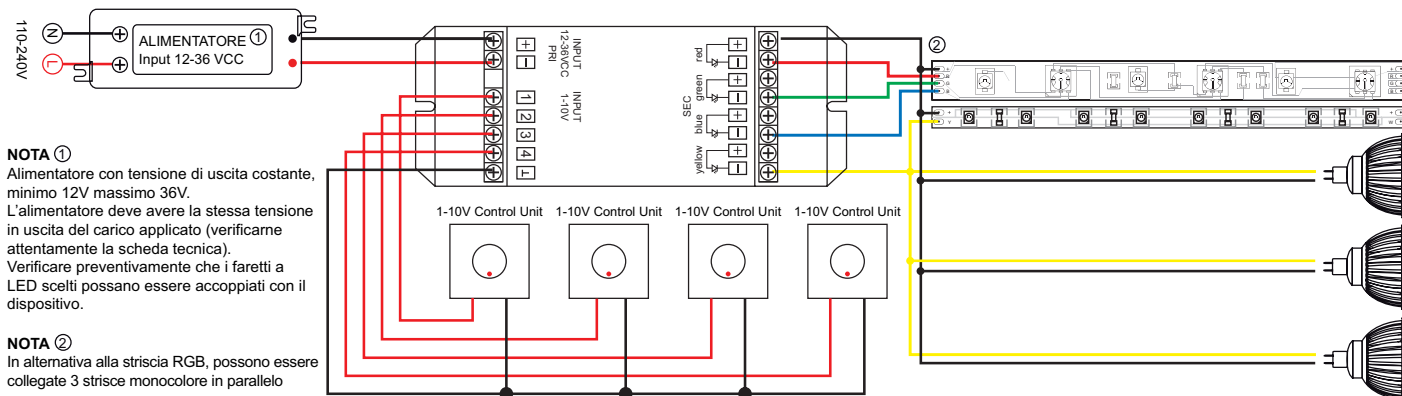 110-240V
N
L
ALIMENTATORE ①
Input 12-36 VCC
INPUT
12-36VCC
PRI
+
−
INPUT
1-10V
1
2
3
4
⊥
SEC
red
+
−
green
+
−
blue
+
−
yellow
+
−
②
NOTA ①
Alimentatore con tensione di uscita costante,
minimo 12V massimo 36V.
L'alimentatore deve avere la stessa tensione
in uscita del carico applicato (verificarne
attentamente la scheda tecnica).
Verificare preventivamente che i faretti a
LED scelti possano essere accoppiati con il
dispositivo.
NOTA ②
In alternativa alla striscia RGB, possono essere
collegate 3 strisce monocolore in parallelo
1-10V Control Unit
1-10V Control Unit
1-10V Control Unit
1-10V Control Unit